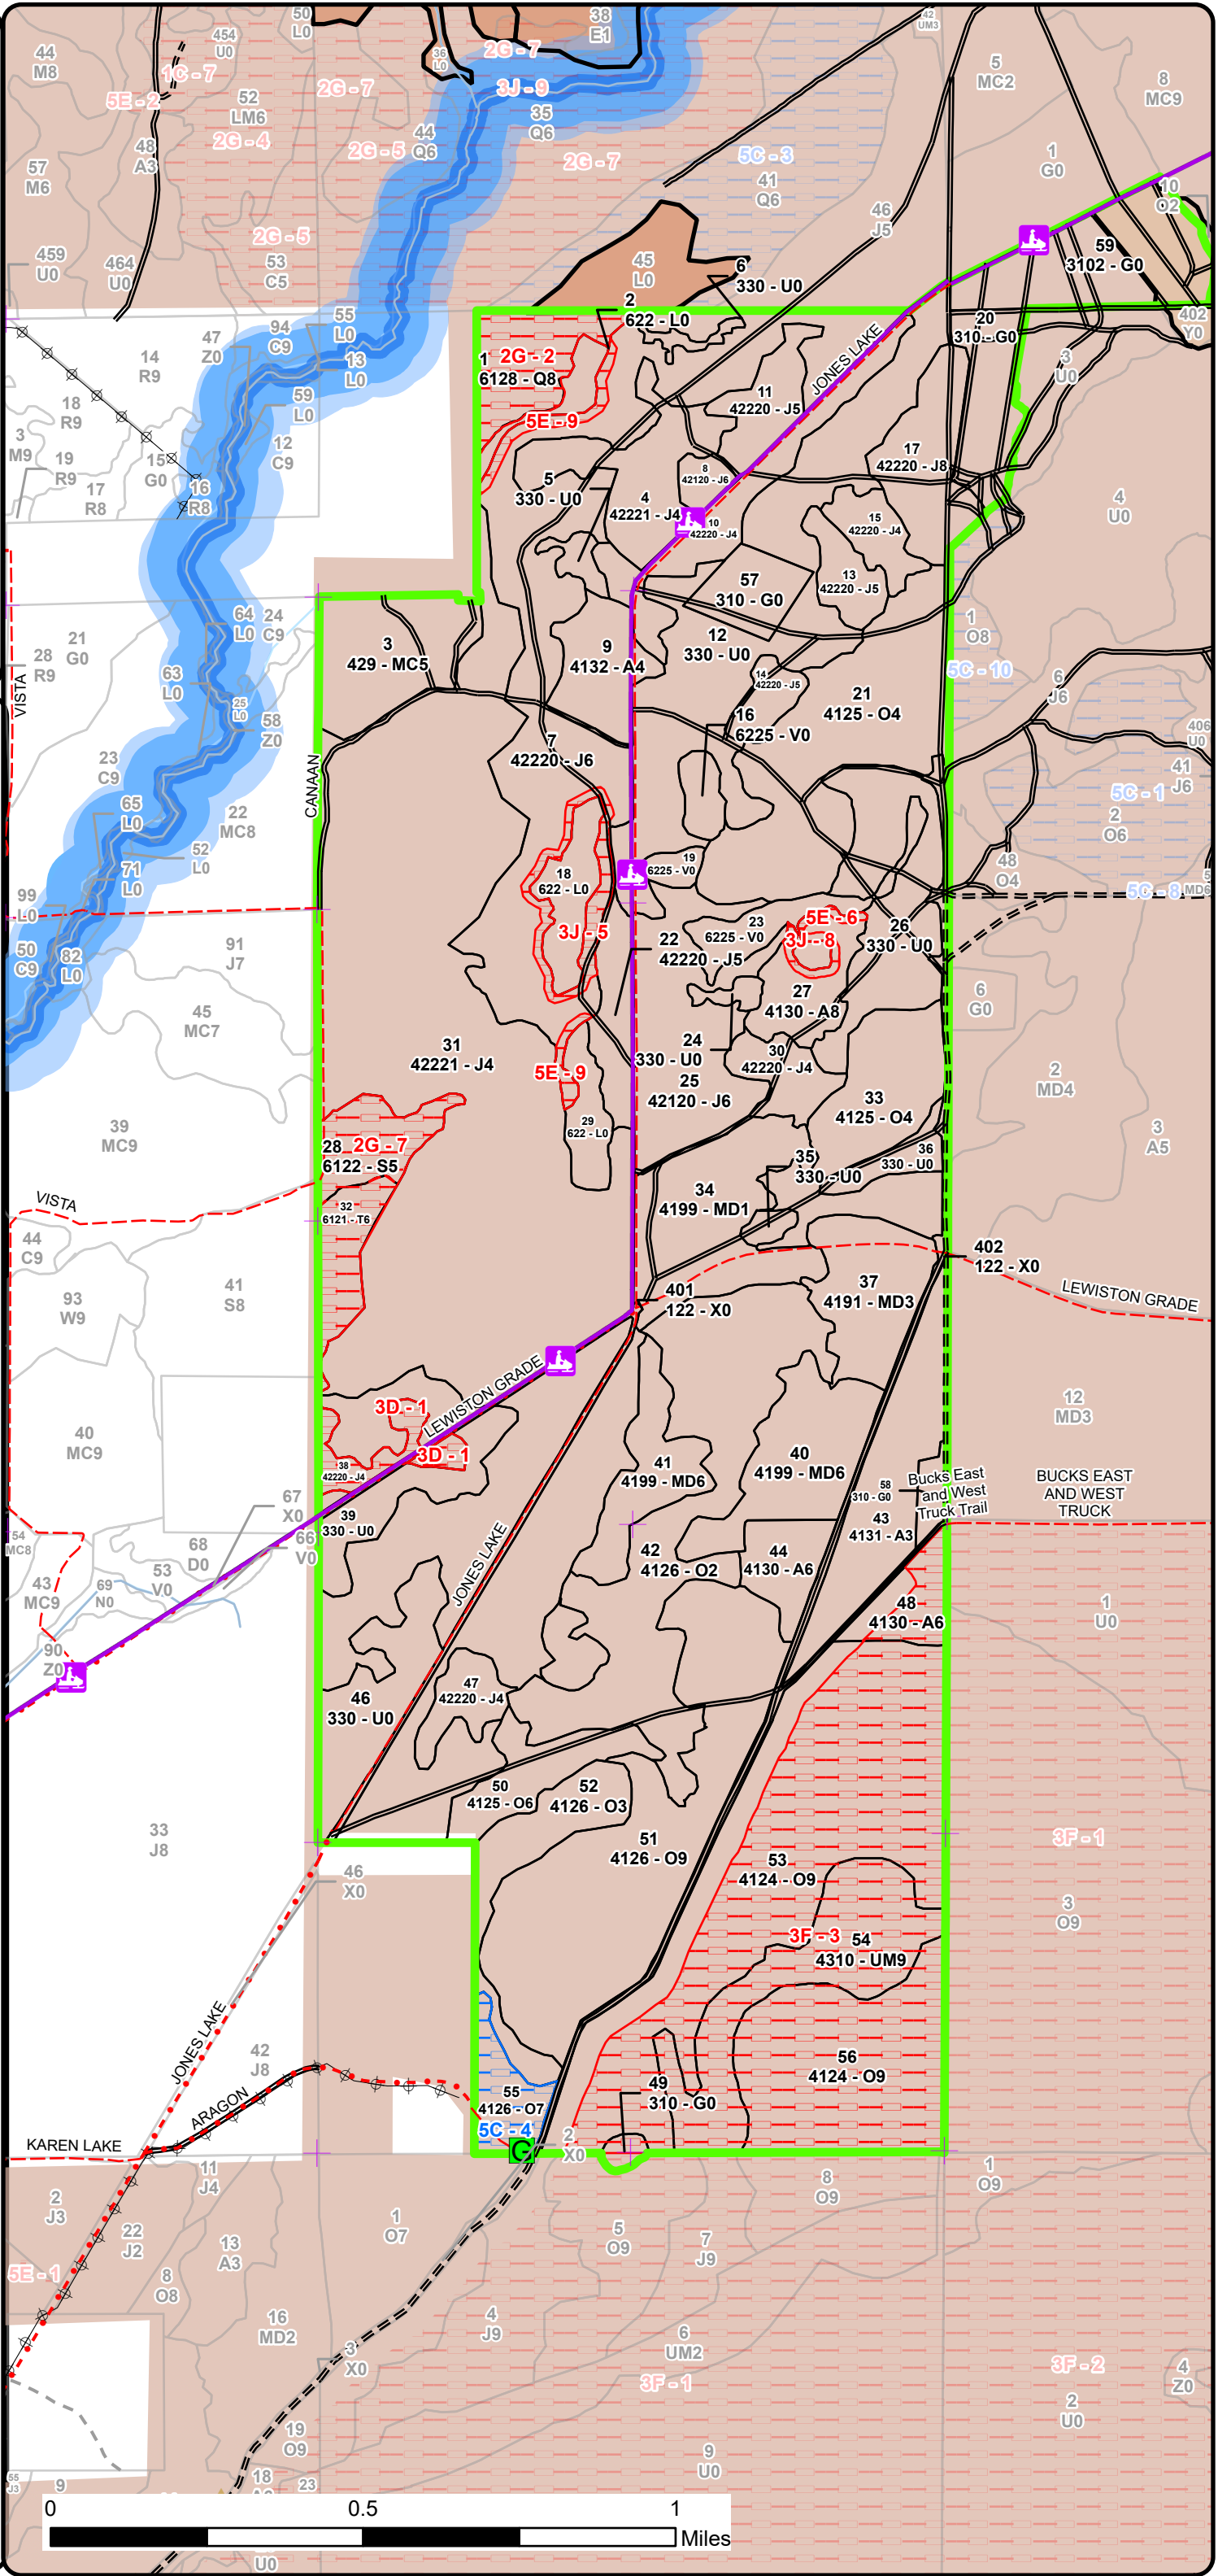 50
L0
38
E1
42
UM3
454
U0
36
L0
2G - 7
44
M8
1C - 7
5
MC2
8
MC9
5E - 2
52
LM6
2G - 7
3J - 9
35
Q6
2G - 4
44
Q6
48
A3
2G - 5
2G - 7
5C - 3
1
G0
57
M6
41
Q6
10
O2
46
J5
2G - 5
59
3102 - G0
459
U0
464
U0
53
C5
45
L0
6
330 - U0
2
622 - L0
55
L0
94
C9
47
Z0
20
310 - G0
402
Y0
14
R9
13
L0
1
6128 - Q8
2G - 2
JONES LAKE
3
U0
18
R9
59
L0
11
42220 - J5
5E - 9
3
M9
19
R9
15
G0
12
C9
17
42220 - J8
17
R8
16
R8
5
330 - U0
8
42120 - J6
4
42221 - J4
10
42220 - J4
15
42220 - J4
4
U0
57
310 - G0
13
42220 - J5
64
L0
24
C9
1
O8
21
G0
28
R9
3
429 - MC5
9
4132 - A4
12
330 - U0
14
42220 - J5
5C - 10
6
J6
63
L0
25
L0
58
Z0
VISTA
21
4125 - O4
16
6225 - V0
7
42220 - J6
406
U0
23
C9
CANAAN
41
J6
5C - 1
2
O6
65
L0
22
MC8
52
L0
71
L0
18
622 - L0
19
6225 - V0
48
O4
5C - 8
MD6
99
L0
3J - 5
23
6225 - V0
5E - 6
3J - 8
26
330 - U0
50
C9
82
L0
91
J7
22
42220 - J5
27
4130 - A8
6
G0
45
MC7
31
42221 - J4
24
330 - U0
30
42220 - J4
5E - 9
25
42120 - J6
2
MD4
33
4125 - O4
39
MC9
29
622 - L0
3
A5
28
6122 - S5
2G - 7
35
330 - U0
36
330 - U0
VISTA
32
6121 - T6
34
4199 - MD1
44
C9
402
122 - X0
41
S8
401
122 - X0
37
4191 - MD3
LEWISTON GRADE
93
W9
LEWISTON GRADE
3D - 1
12
MD3
40
MC9
3D - 1
38
42220 - J4
41
4199 - MD6
40
4199 - MD6
58
310 - G0
Bucks East
and West
Truck Trail
BUCKS EAST
AND WEST
TRUCK
67
X0
39
330 - U0
43
4131 - A3
54
MC8
68
D0
66
V0
JONES LAKE
42
4126 - O2
44
4130 - A6
43
MC9
69
N0
53
V0
48
4130 - A6
1
U0
90
Z0
47
42220 - J4
46
330 - U0
50
4125 - O6
52
4126 - O3
33
J8
51
4126 - O9
3F - 1
46
X0
53
4124 - O9
3
O9
3F - 3
54
4310 - UM9
JONES LAKE
42
J8
56
4124 - O9
ARAGON
55
4126 - O7
49
310 - G0
5C - 4
G
2
X0
KAREN LAKE
11
J4
8
O9
1
O9
2
J3
22
J2
13
A3
1
O7
5
O9
7
J9
5E - 1
8
O8
16
MD2
4
J9
6
UM2
3
X0
3F - 1
3F - 2
4
Z0
2
U0
19
O9
9
U0
55
J3
9
18
23
0
0.5
1
Miles
U0